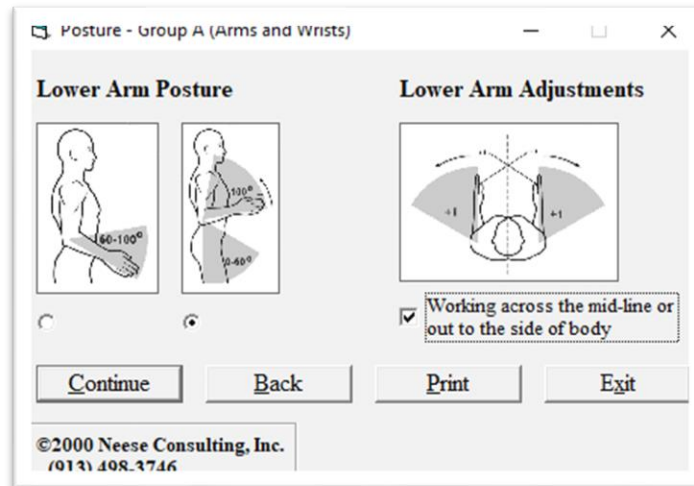 Posture - Group A (Arms and Wrists)
Lower Arm Posture
Lower Arm Adjustments
60-100°
100°
0-60°
+1
+1
Working across the mid-line or
out to the side of body
Continue
Back
Print
Exit
©2000 Neese Consulting, Inc.
(913) 498-3746